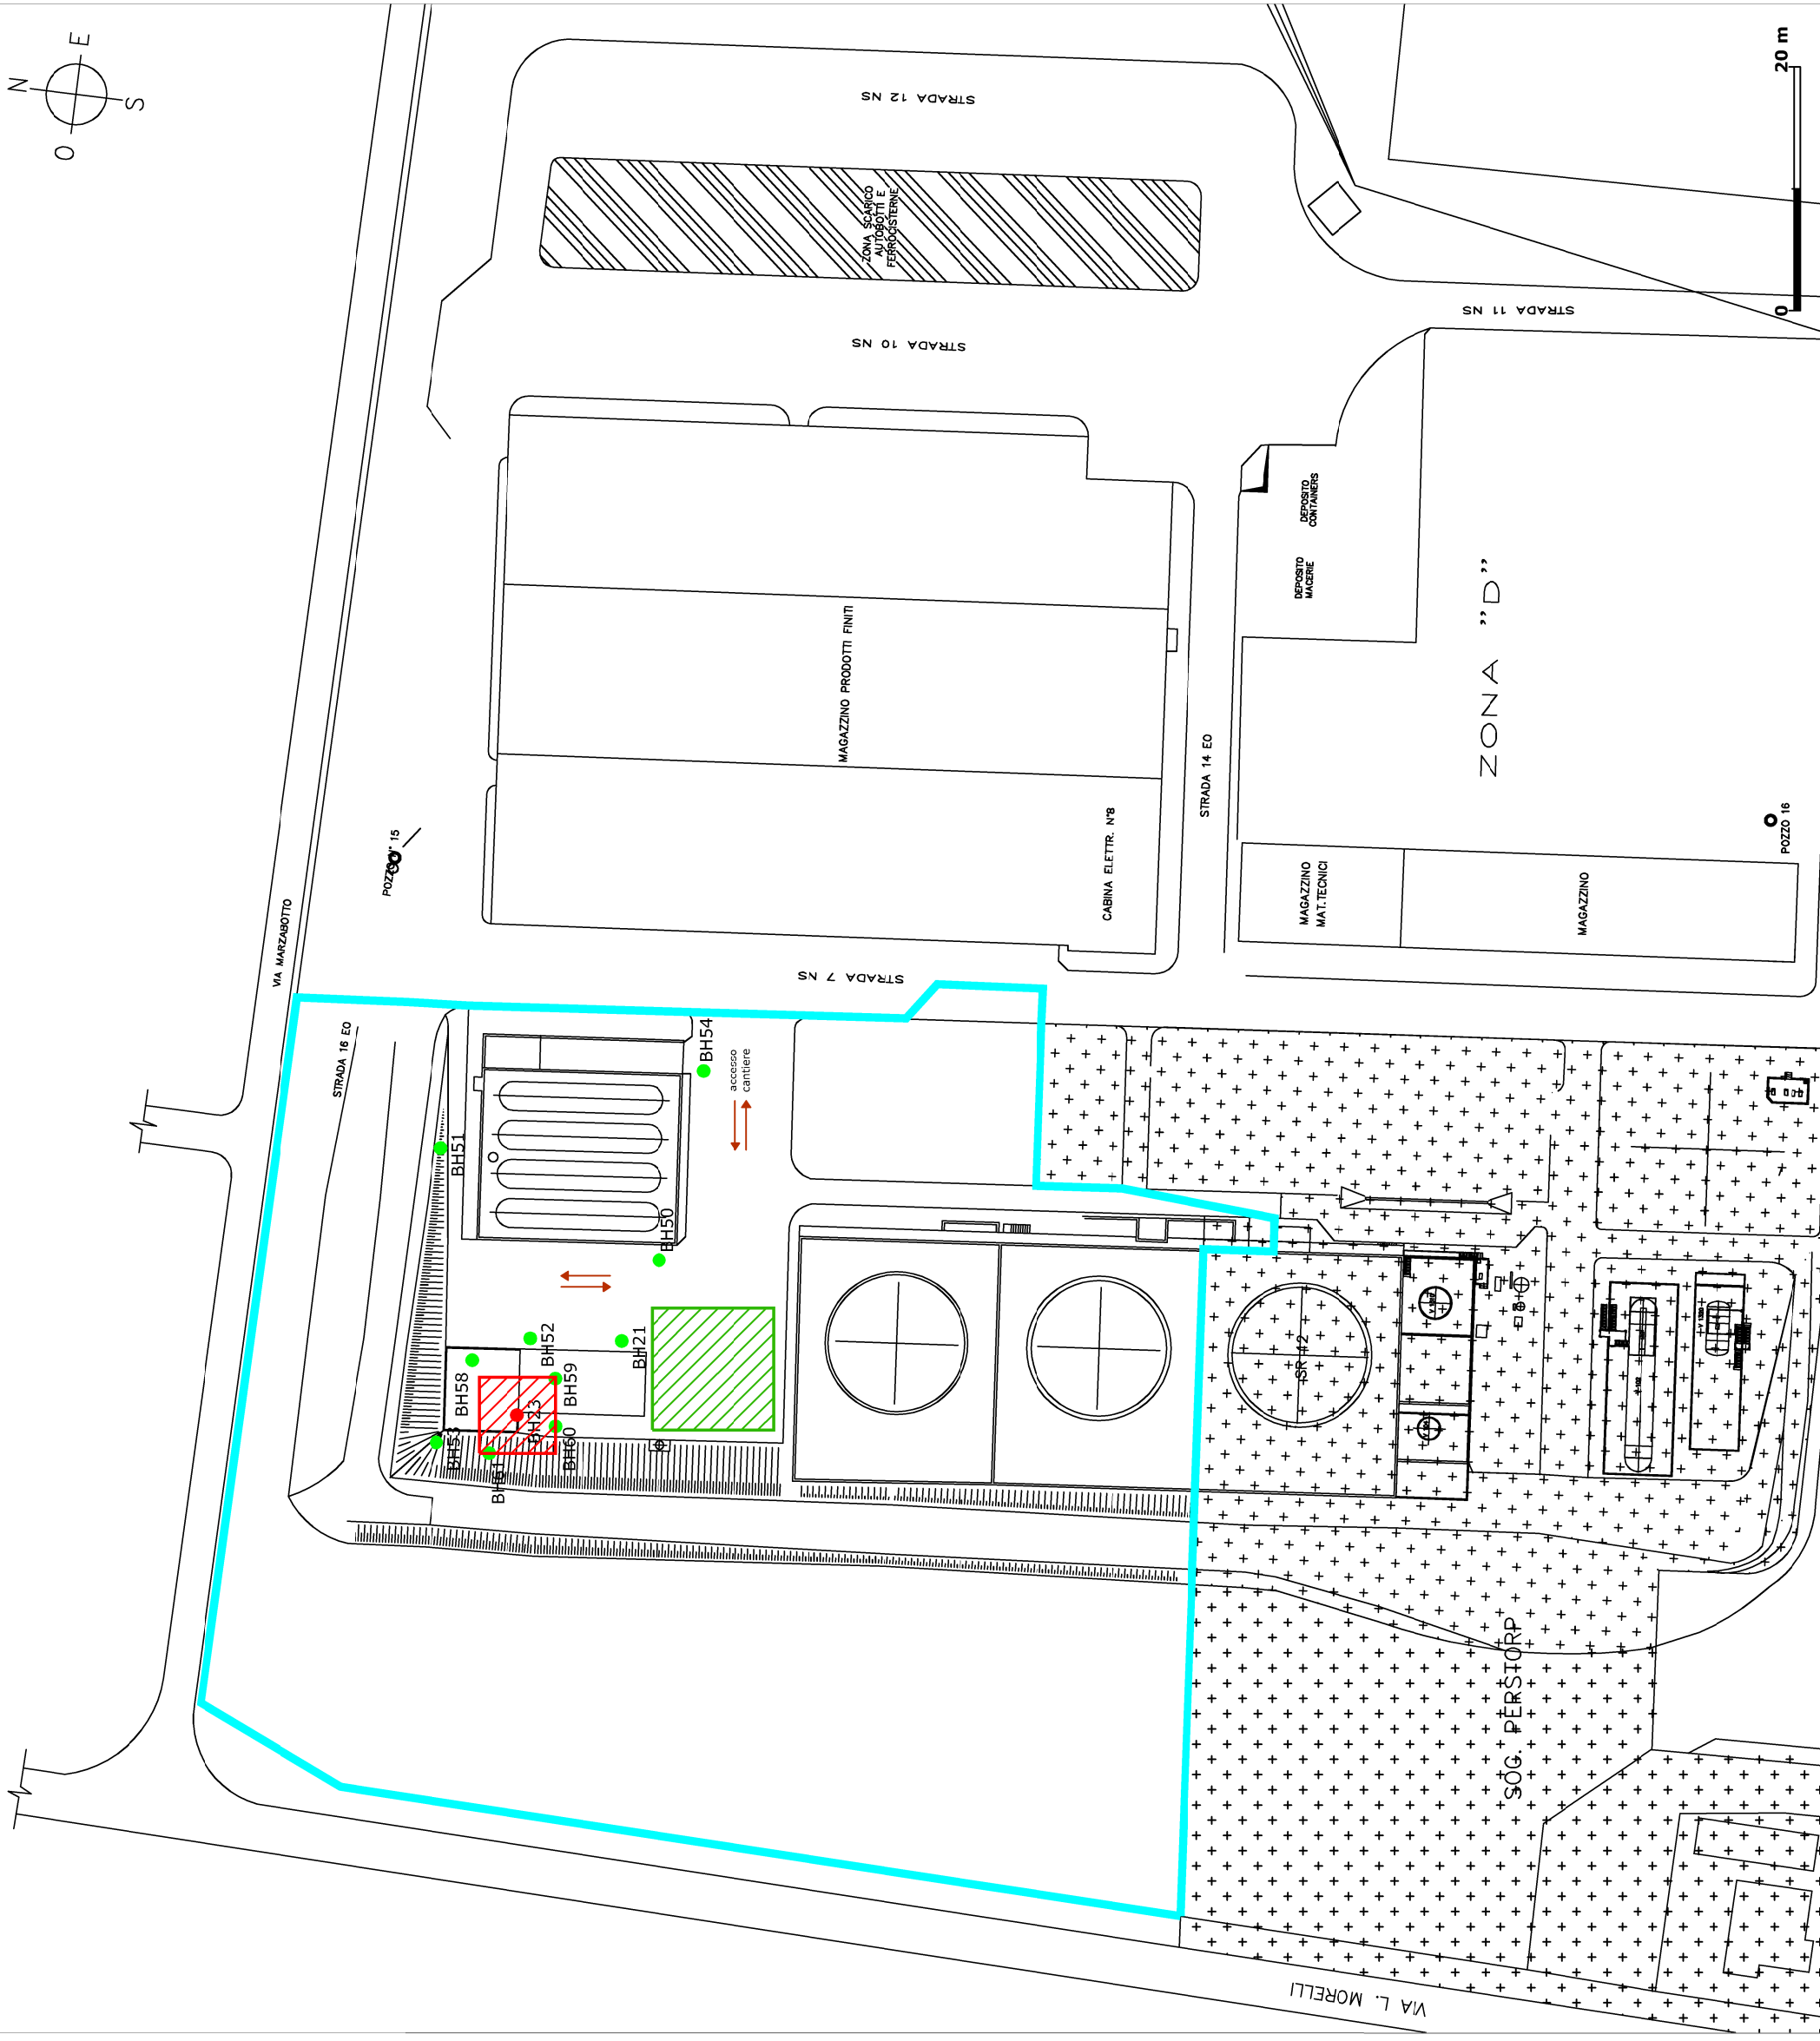 N
E
S
O
20 m
0
STRADA 12 NS
ZONA SCARICO
AUTOBOTTI E
FERROCISTERNE
STRADA 10 NS
STRADA 11 NS
DEPOSITO
CONTAINERS
DEPOSITO
MACERIE
ZONA "D"
MAGAZZINO PRODOTTI FINITI
STRADA 14 EO
CABINA ELETTR. N°8
MAGAZZINO
MAT.TECNICI
MAGAZZINO
POZZO 16
15
VIA MARZABOTTO
STRADA 7 NS
STRADA 16 EO
BH54
accesso
cantiere
BH51
BH50
BH52
BH21
BH58
BH59
BH23
BH53
BH60
BH61
SR 42
SOG. PERSTORP
VIA L. MORELLI